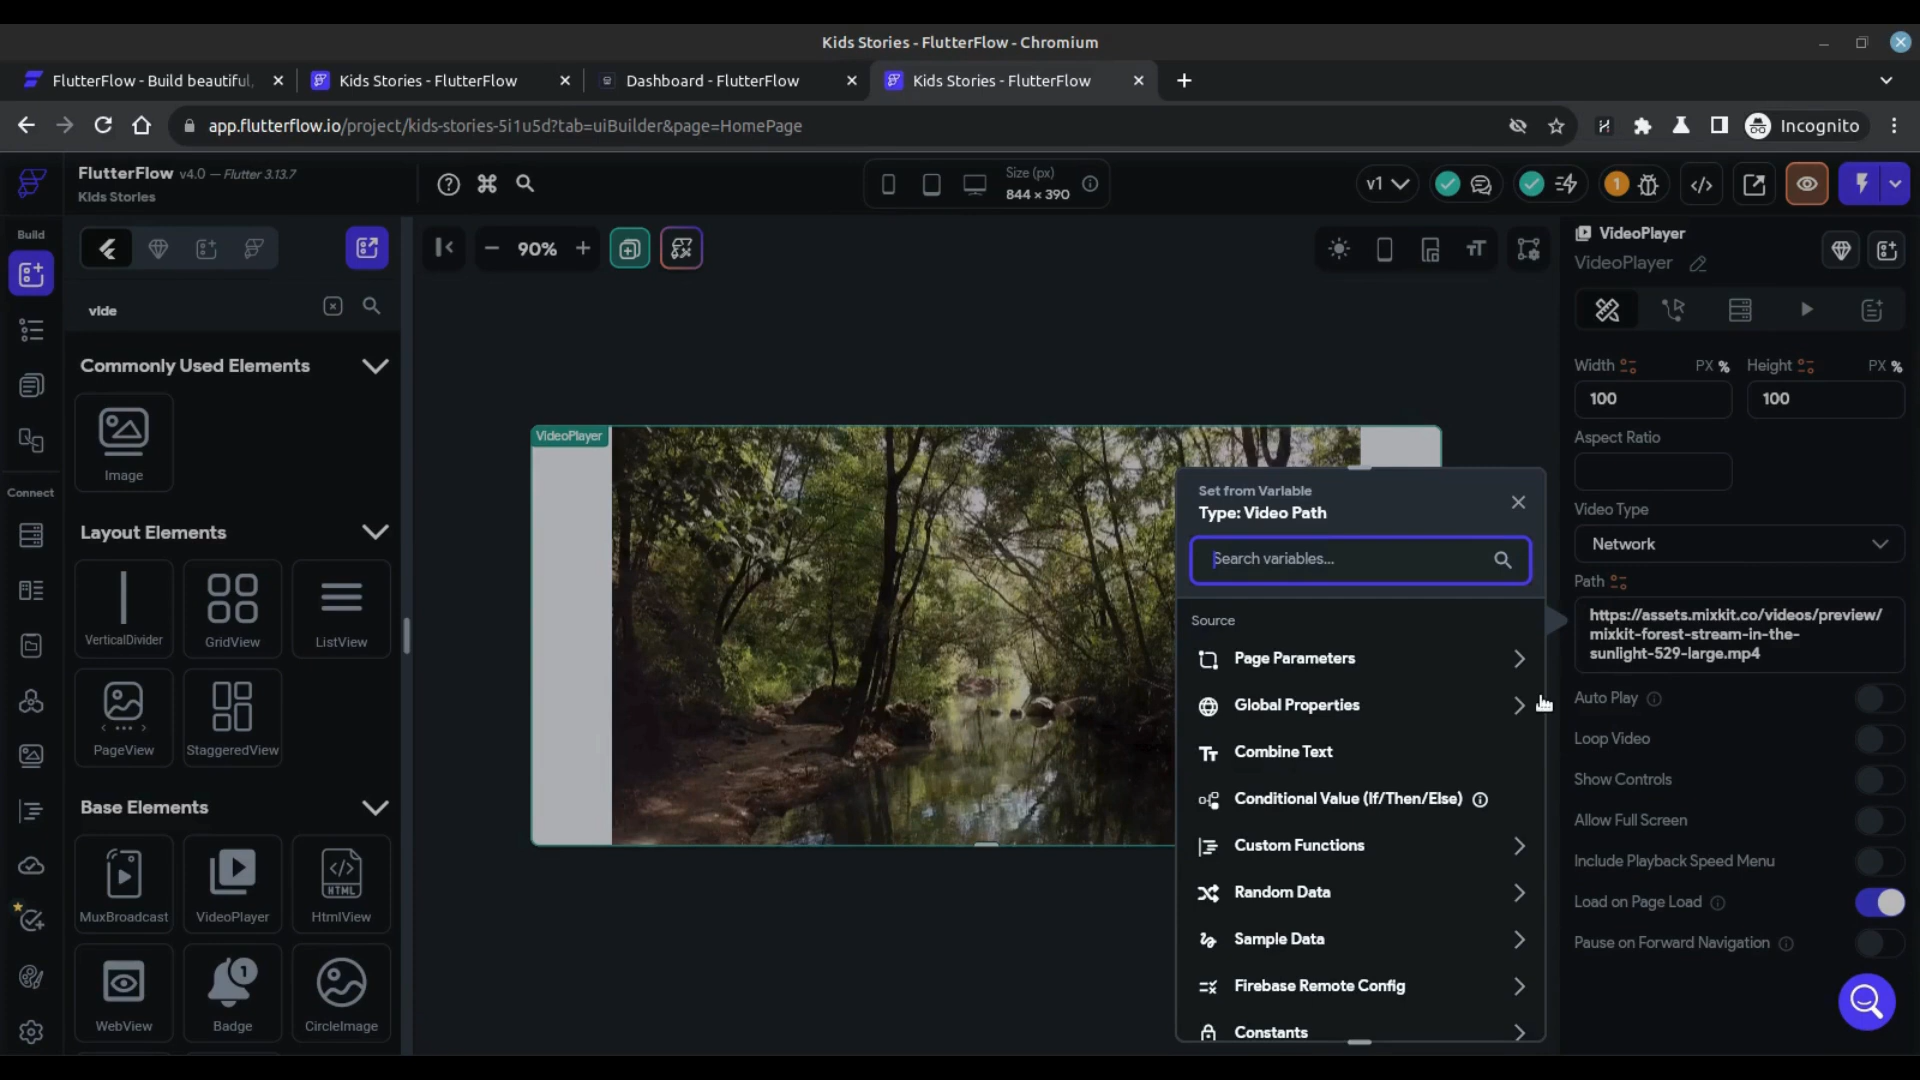 Kids Stories - FlutterFlow - Chromium
FlutterFlow - Build beautiful,
Kids Stories - FlutterFlow
Dashboard - FlutterFlow
Kids Stories - FlutterFlow
app.flutterflow.io/project/kids-stories-5i1u5d?tab=uiBuilder&page=HomePage
Incognito
FlutterFlow v4.0 — Flutter 3.13.7
Kids Stories
Size (px)
844 × 390
v1
1
Build
Connect
90%
vide
Commonly Used Elements
Image
Layout Elements
VerticalDivider
GridView
ListView
PageView
StaggeredView
Base Elements
MuxBroadcast
VideoPlayer
HTML
HtmlView
WebView
1
Badge
CircleImage
VideoPlayer
Set from Variable
Type: Video Path
Search variables...
Source
Page Parameters
Global Properties
Combine Text
Conditional Value (If/Then/Else)
Custom Functions
Random Data
Sample Data
Firebase Remote Config
Constants
VideoPlayer
VideoPlayer
Width PX % Height PX %
100 100
Aspect Ratio
Video Type
Network
Path
https://assets.mixkit.co/videos/preview/
mixkit-forest-stream-in-the-
sunlight-529-large.mp4
Auto Play
Loop Video
Show Controls
Allow Full Screen
Include Playback Speed Menu
Load on Page Load
Pause on Forward Navigation